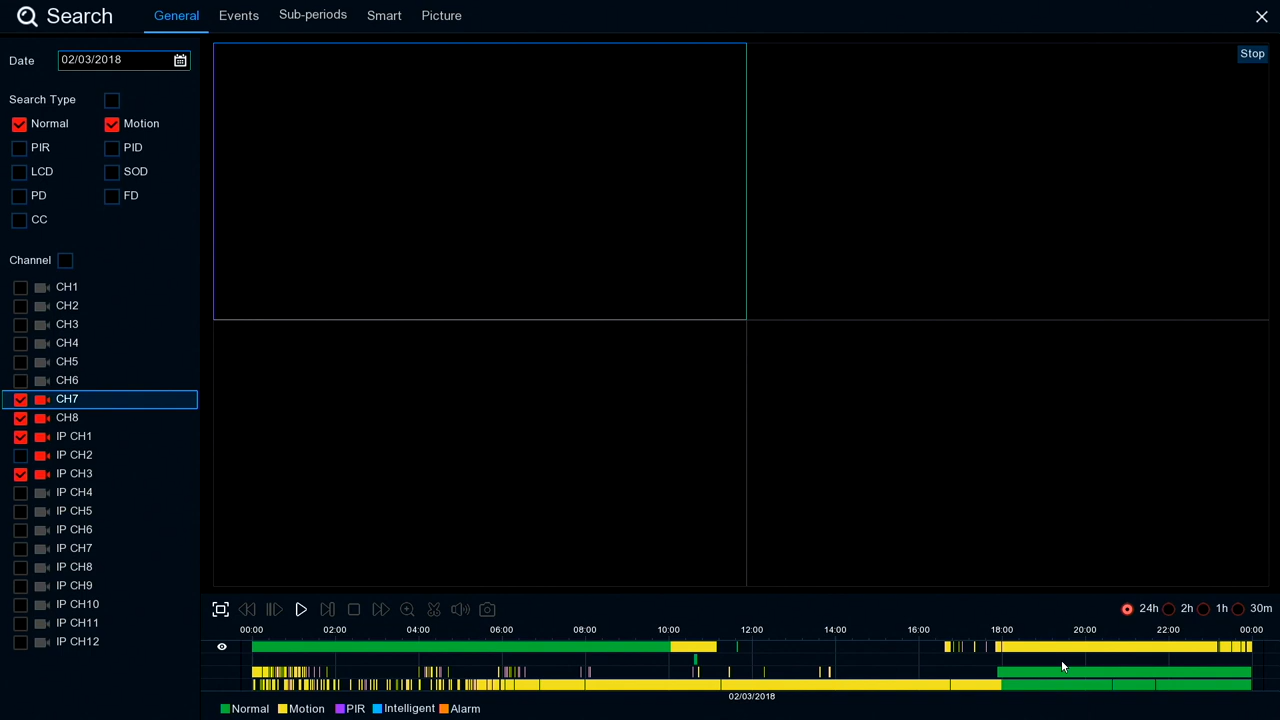 Search
General
Events
Sub-periods
Smart
Picture
Date
02/03/2018
Stop
Search Type
Normal
Motion
PIR
PID
LCD
SOD
PD
FD
CC
Channel
CH1
CH2
CH3
CH4
CH5
CH6
CH7
CH8
IP CH1
IP CH2
IP CH3
IP CH4
IP CH5
IP CH6
IP CH7
IP CH8
IP CH9
IP CH10
IP CH11
IP CH12
24h
2h
1h
30m
00:00 02:00 04:00 06:00 08:00 10:00 12:00 14:00 16:00 18:00 20:00 22:00 00:00
02/03/2018
Normal Motion PIR Intelligent Alarm